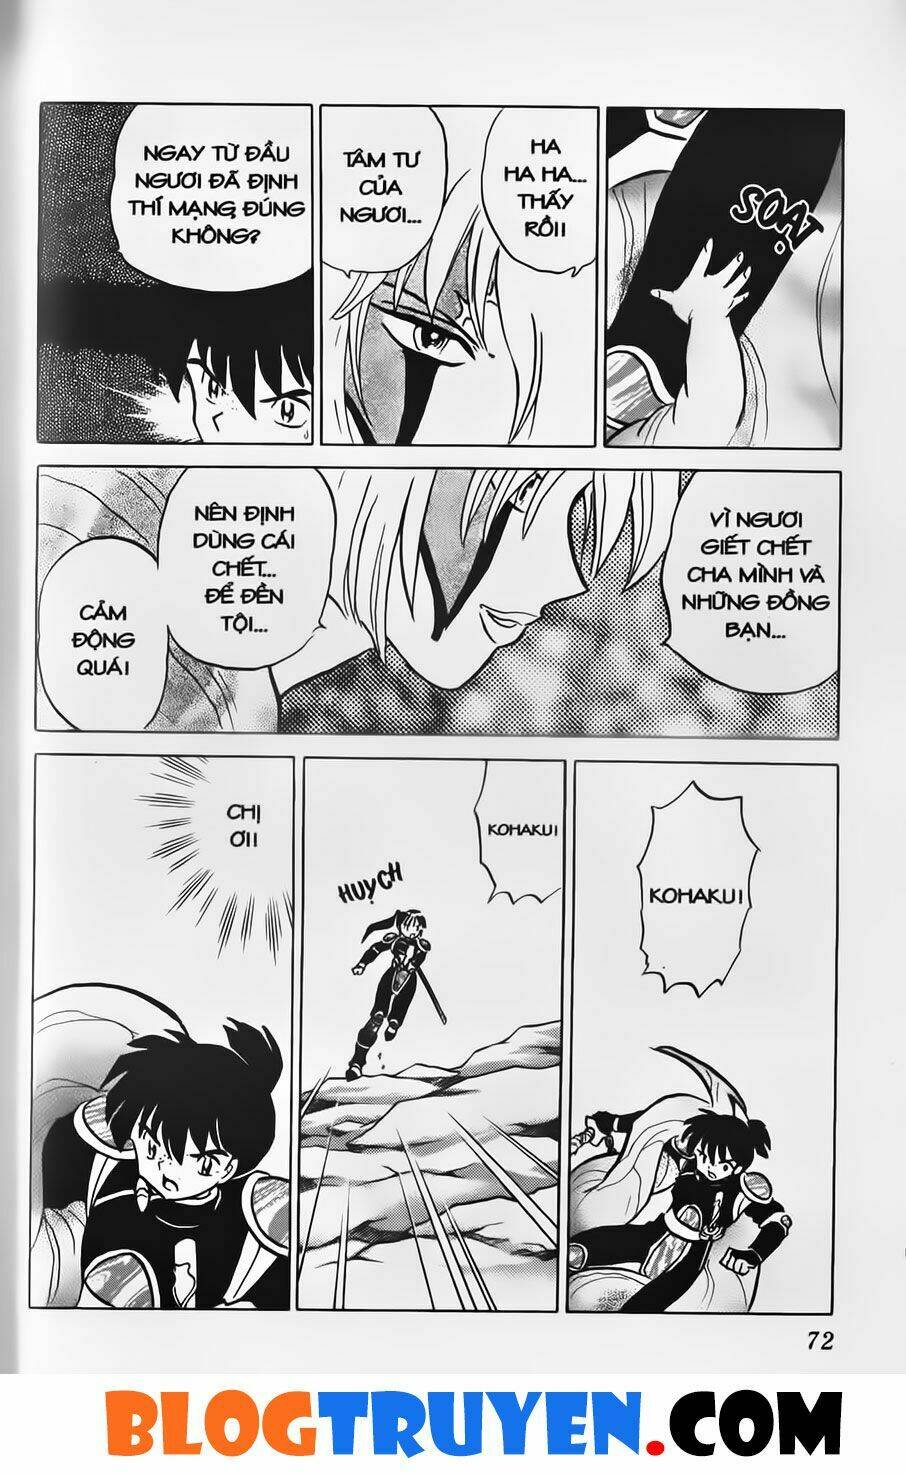 HA
HA HA...
THẤY
RỒI!
SOẠT
TÂM TƯ
CỦA
NGƯƠI...
NGAY TỪ ĐẦU
NGƯƠI ĐÃ ĐỊNH
THÍ MẠNG, ĐÚNG
KHÔNG?
VÌ NGƯƠI
GIẾT CHẾT
CHA MÌNH VÀ
NHỮNG ĐỒNG
BẠN...
NÊN ĐỊNH
DÙNG CÁI
CHẾT...
ĐỂ ĐỀN
TỘI...
CẢM
ĐỘNG
QUÁ!
KOHAKU!
KOHAKU!
HUỴCH
CHỊ
ƠI!
72
BLOGTRUYEN.COM